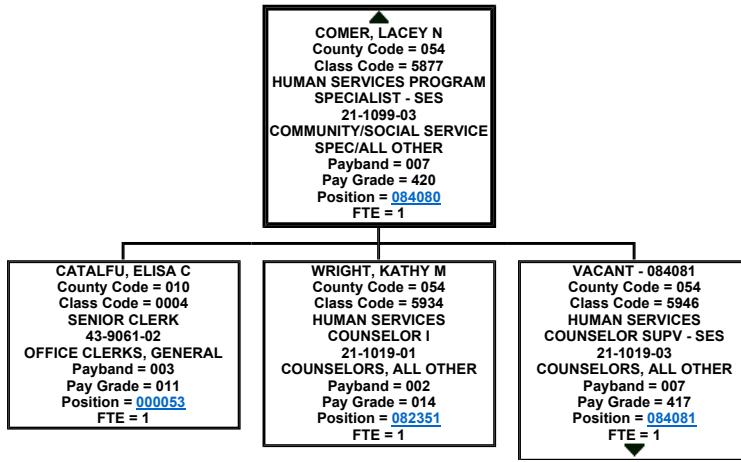 COMER, LACEY N
County Code = 054
Class Code = 5877
HUMAN SERVICES PROGRAM
SPECIALIST - SES
21-1099-03
COMMUNITY/SOCIAL SERVICE
SPEC/ALL OTHER
Payband = 007
Pay Grade = 420
Position = 084080
FTE = 1
CATALFU, ELISA C
County Code = 010
Class Code = 0004
SENIOR CLERK
43-9061-02
OFFICE CLERKS, GENERAL
Payband = 003
Pay Grade = 011
Position = 000053
FTE = 1
WRIGHT, KATHY M
County Code = 054
Class Code = 5934
HUMAN SERVICES
COUNSELOR I
21-1019-01
COUNSELORS, ALL OTHER
Payband = 002
Pay Grade = 014
Position = 082351
FTE = 1
VACANT - 084081
County Code = 054
Class Code = 5946
HUMAN SERVICES
COUNSELOR SUPV - SES
21-1019-03
COUNSELORS, ALL OTHER
Payband = 007
Pay Grade = 417
Position = 084081
FTE = 1